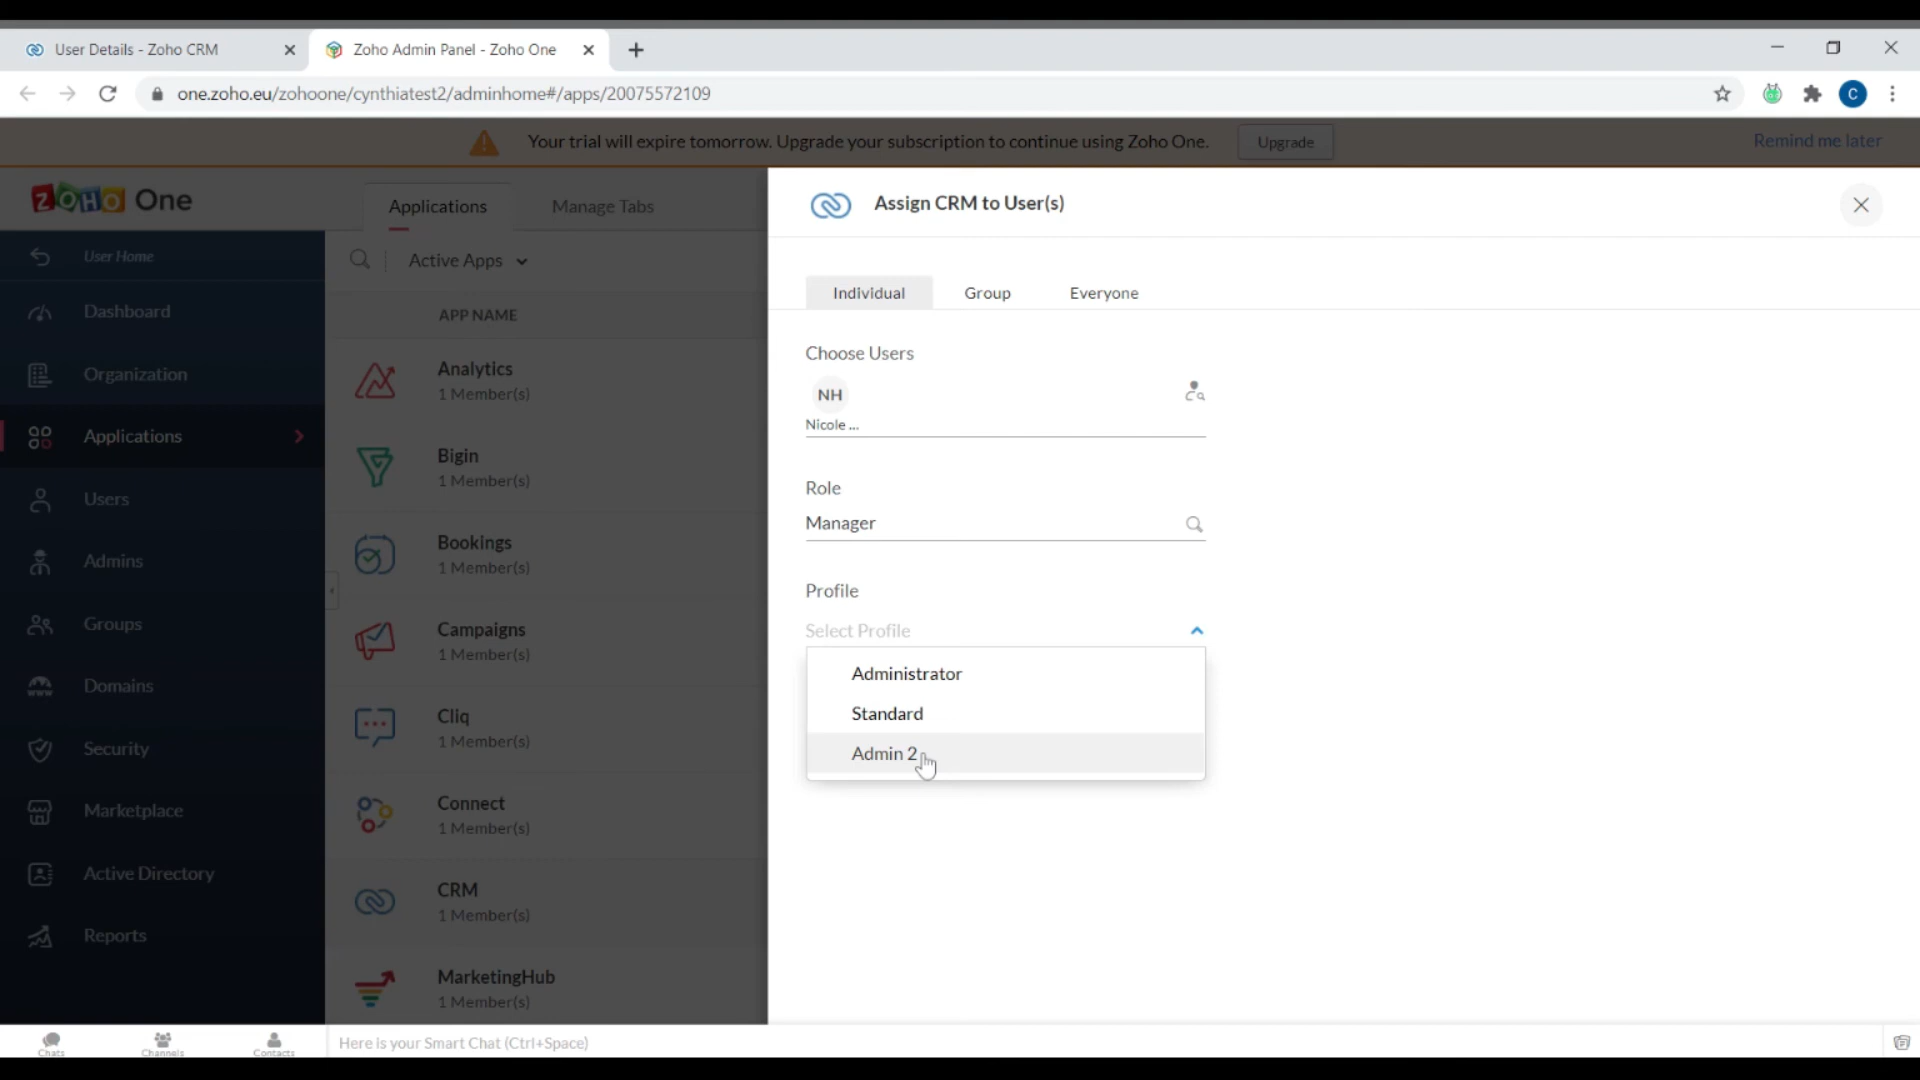 User Details - Zoho CRM
Zoho Admin Panel - Zoho One
one.zoho.eu/zohoone/cynthiatest2/adminhome#/apps/20075572109
C
Your trial will expire tomorrow. Upgrade your subscription to continue using Zoho One.
Upgrade
Remind me later
ZOHO One
Applications
Manage Tabs
User Home
Active Apps
Dashboard
Organization
Applications
Users
Admins
Groups
Domains
Security
Marketplace
Active Directory
Reports
APP NAME
Analytics
1 Member(s)
Bigin
1 Member(s)
Bookings
1 Member(s)
Campaigns
1 Member(s)
Cliq
1 Member(s)
Connect
1 Member(s)
CRM
1 Member(s)
MarketingHub
1 Member(s)
Assign CRM to User(s)
Individual
Group
Everyone
Choose Users
NH
Nicole ...
Role
Manager
Profile
Select Profile
Administrator
Standard
Admin 2
Chats
Channels
Contacts
Here is your Smart Chat (Ctrl+Space)